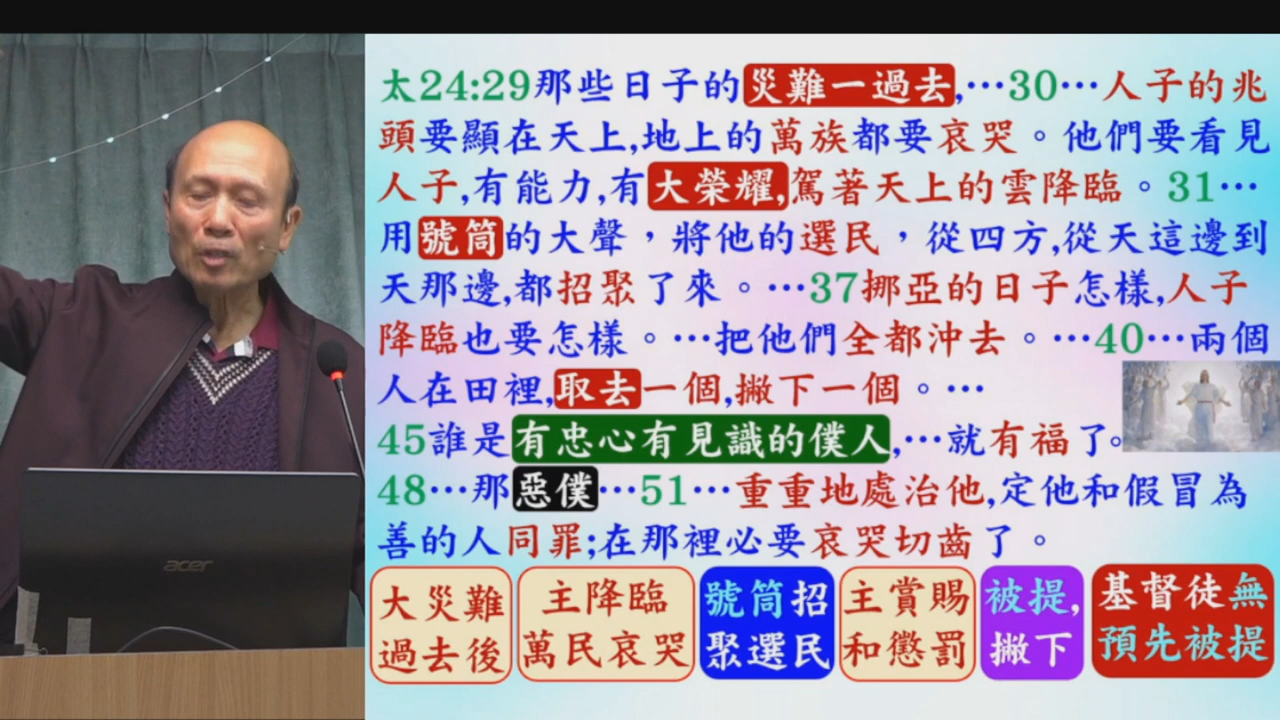 太24:29那些日子的災難一過去,…30…人子的兆
頭要顯在天上,地上的萬族都要哀哭。他們要看見
人子,有能力,有大榮耀,駕著天上的雲降臨。31…
用號筒的大聲，將他的選民，從四方,從天這邊到
天那邊,都招聚了來。…37挪亞的日子怎樣,人子
降臨也要怎樣。…把他們全都沖去。…40…兩個
人在田裡,取去一個,撇下一個。…
45誰是有忠心有見識的僕人,…就有福了。
48…那惡僕…51…重重地處治他,定他和假冒為
善的人同罪;在那裡必要哀哭切齒了。
大災難
過去後
主降臨
萬民哀哭
號筒招
聚選民
主賞賜
和懲罰
被提,
撇下
基督徒無
預先被提
acer